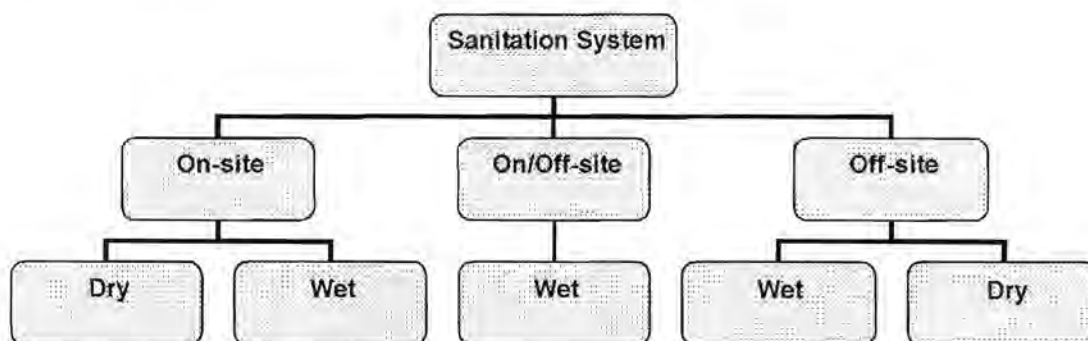 Sanitation System
On-site
On/Off-site
Off-site
Dry
Wet
Wet
Wet
Dry